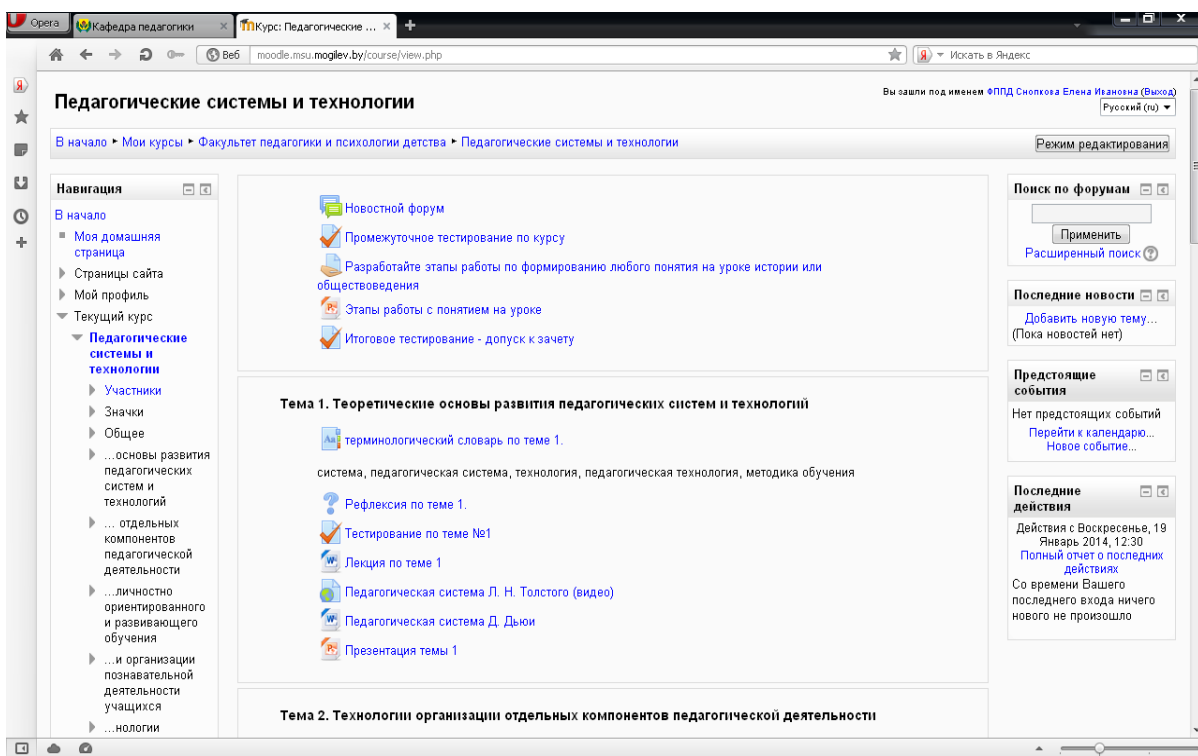 Opera
Кафедра педагогики
Курс: Педагогические ...
Веб
moodle.msu.mogilev.by/course/view.php
Искать в Яндекс
Педагогические системы и технологии
Вы зашли под именем ФППД Снопкова Елена Ивановна (Выход)
Русский (ru)
В начало ► Мои курсы ► Факультет педагогики и психологии детства ► Педагогические системы и технологии
Режим редактирования
Навигация
В начало
Моя домашняя
страница
Страницы сайта
Мой профиль
Текущий курс
Педагогические
системы и
технологии
Участники
Значки
Общее
...основы развития
педагогических
систем и
технологий
... отдельных
компонентов
педагогической
деятельности
...личностно
ориентированного
и развивающего
обучения
...и организации
познавательной
деятельности
учащихся
...нологии
Новостной форум
Промежуточное тестирование по курсу
Разработайте этапы работы по формированию любого понятия на уроке истории или
обществоведения
Этапы работы с понятием на уроке
Итоговое тестирование - допуск к зачету
Тема 1. Теоретические основы развития педагогических систем и технологий
терминологический словарь по теме 1.
система, педагогическая система, технология, педагогическая технология, методика обучения
Рефлексия по теме 1.
Тестирование по теме №1
Лекция по теме 1
Педагогическая система Л. Н. Толстого (видео)
Педагогическая система Д. Дьюи
Презентация темы 1
Тема 2. Технологии организации отдельных компонентов педагогической деятельности
Поиск по форумам
Применить
Расширенный поиск
Последние новости
Добавить новую тему...
(Пока новостей нет)
Предстоящие
события
Нет предстоящих событий
Перейти к календарю...
Новое событие...
Последние
действия
Действия с Воскресенье, 19
Январь 2014, 12:30
Полный отчет о последних
действиях
Со времени Вашего
последнего входа ничего
нового не произошло